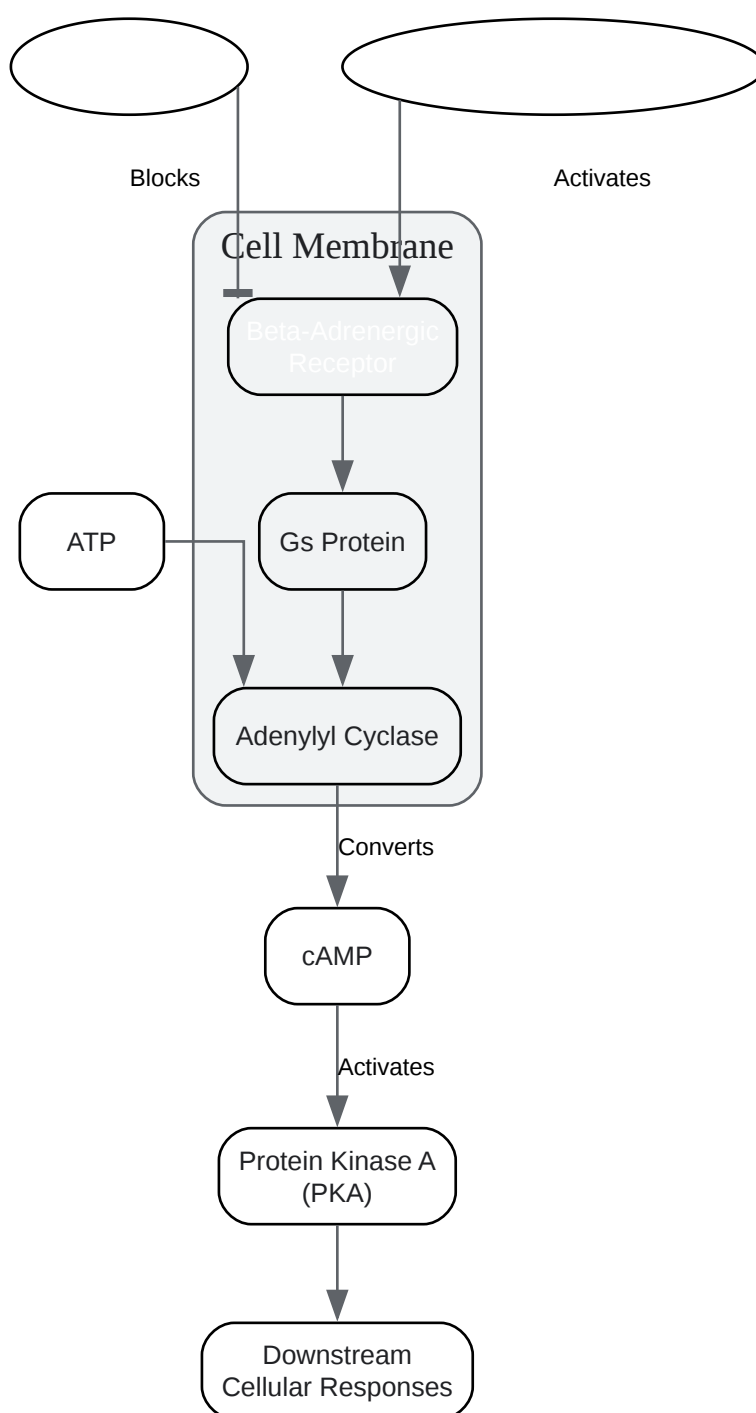 Blocks
Activates
Cell Membrane
Beta-Adrenergic
Receptor
ATP
Gs Protein
Adenylyl Cyclase
Converts
cAMP
Activates
Protein Kinase A
(PKA)
Downstream
Cellular Responses